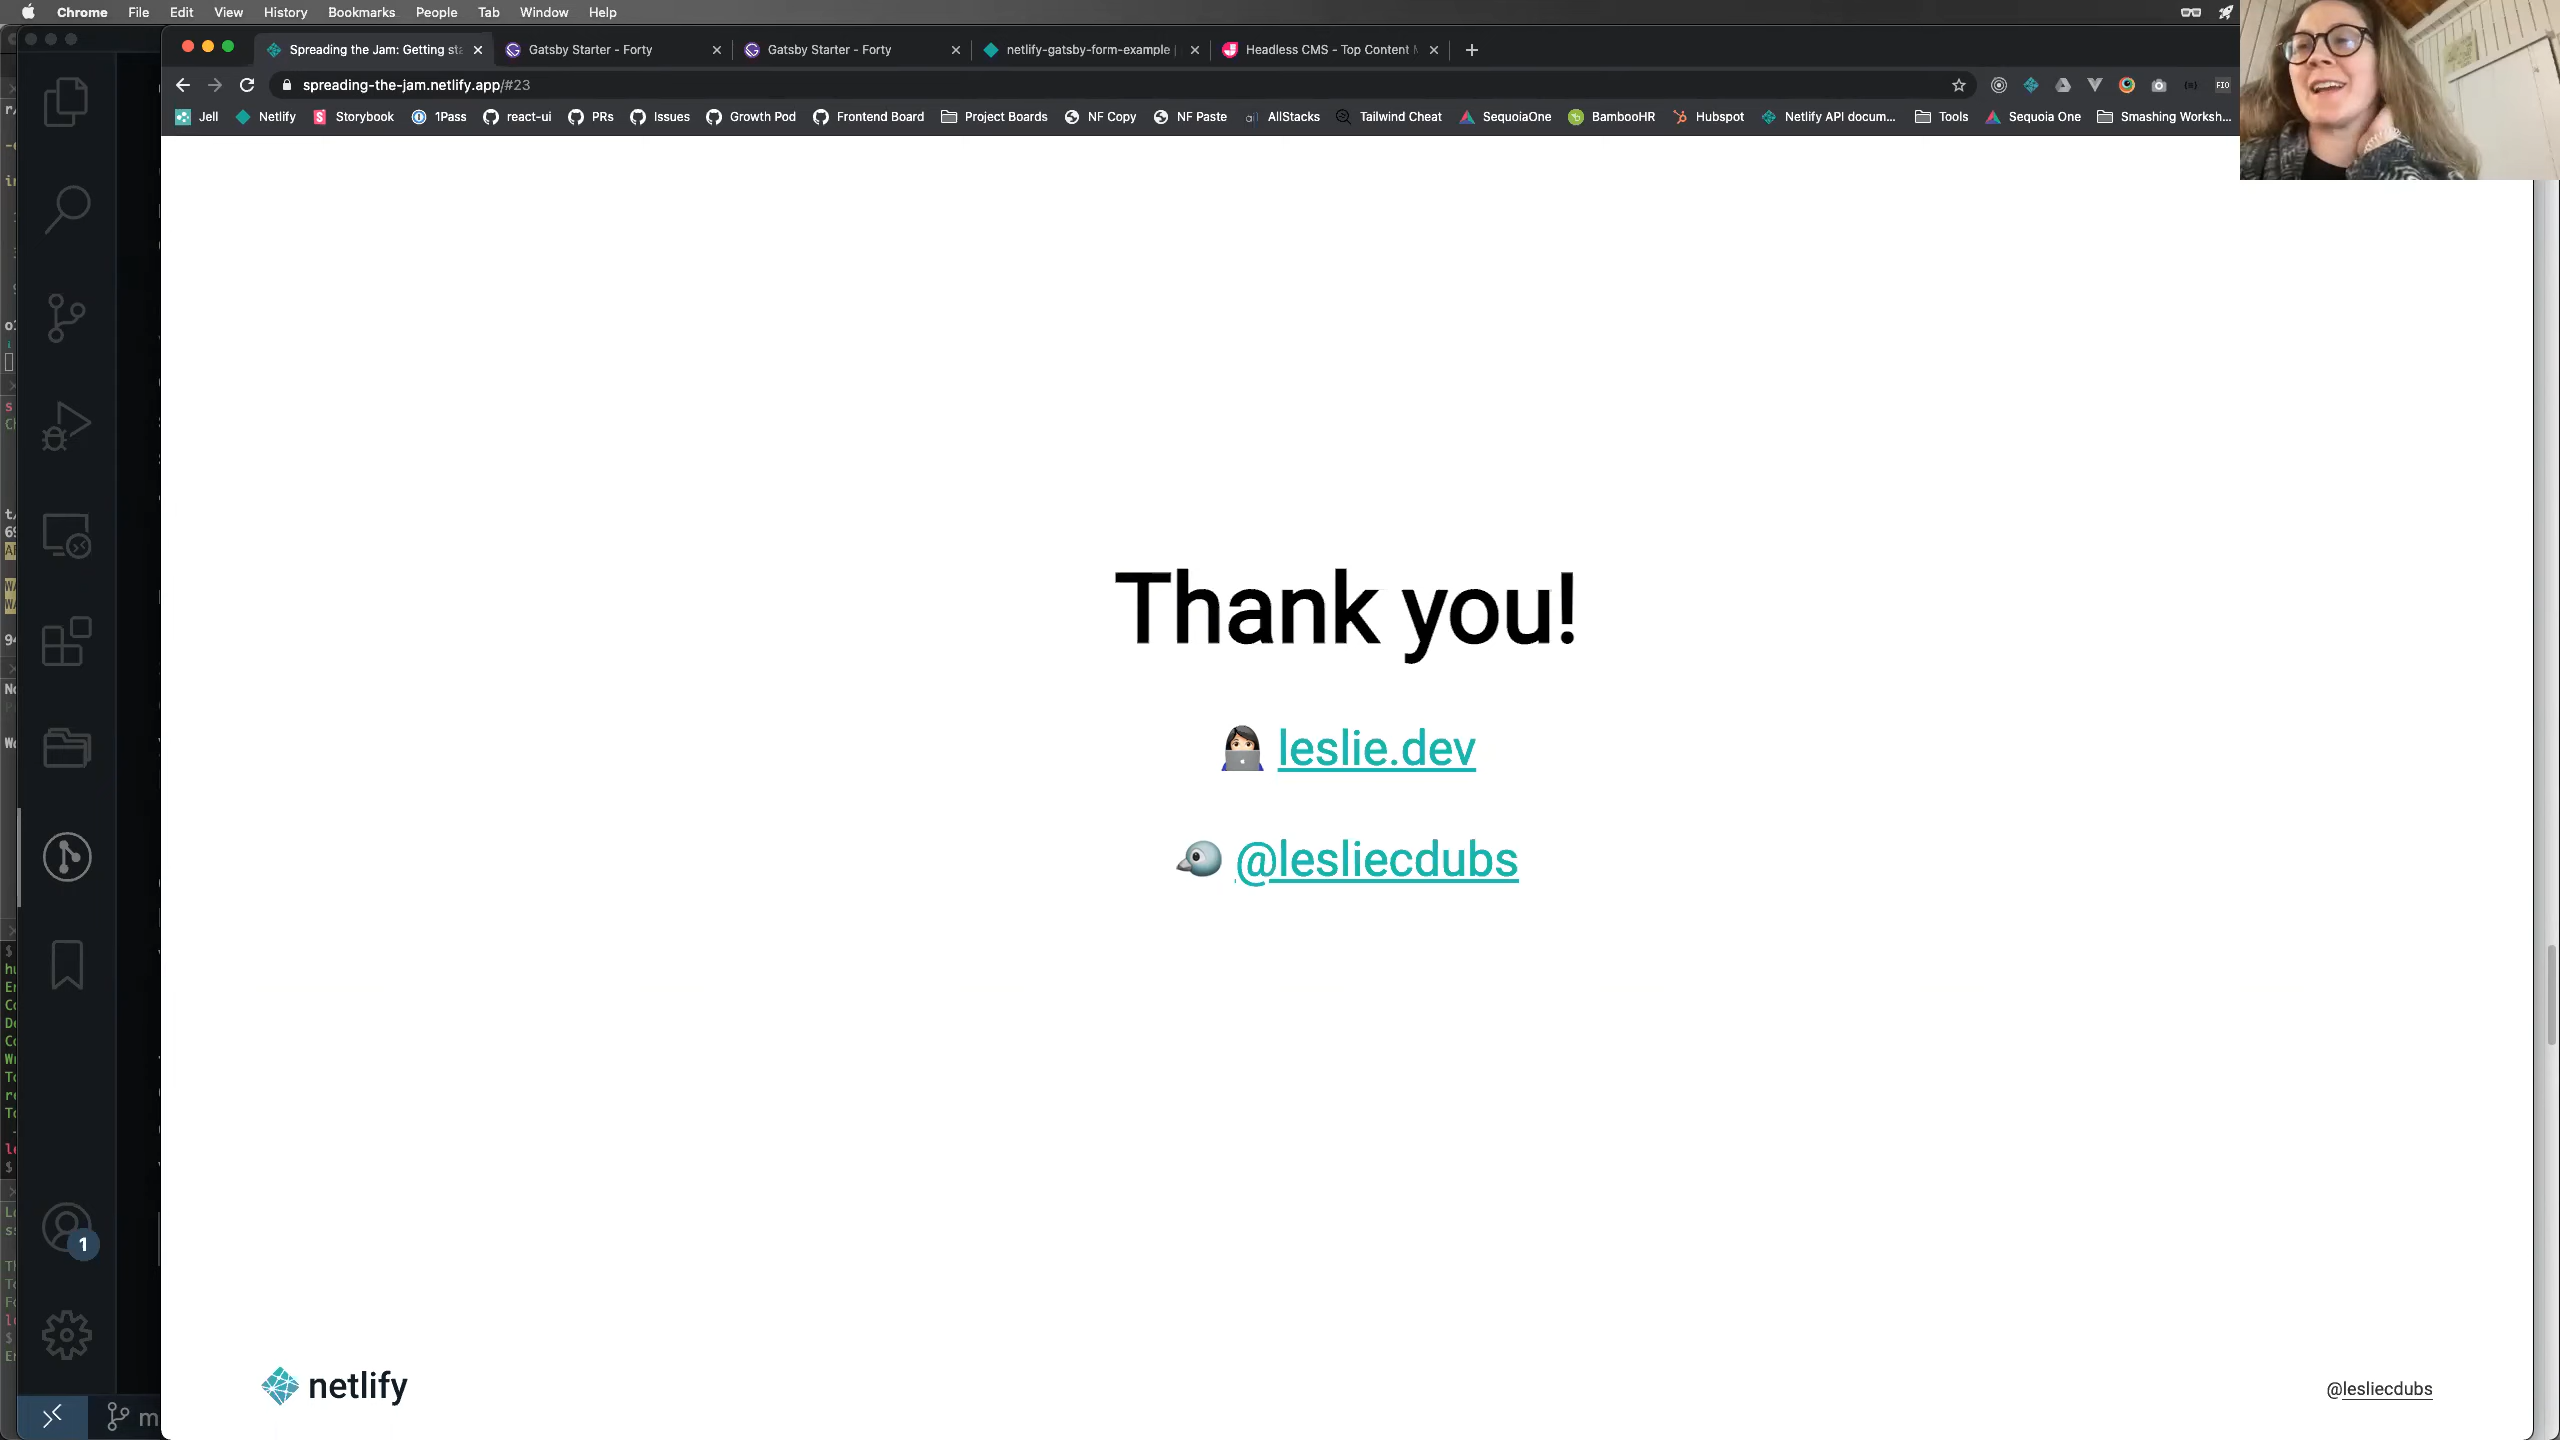 Chrome File Edit View History Bookmarks People Tab Window Help
Spreading the Jam: Getting sta Gatsby Starter - Forty Gatsby Starter - Forty netlify-gatsby-form-example Headless CMS - Top Content M
spreading-the-jam.netlify.app/#23
FIO
Jell Netlify Storybook 1Pass react-ui PRs Issues Growth Pod Frontend Board Project Boards NF Copy NF Paste AllStacks Tailwind Cheat SequoiaOne BambooHR Hubspot Netlify API docum... Tools Sequoia One Smashing Worksh...
Thank you!
leslie.dev
@lesliecdubs
1
netlify
@lesliecdubs